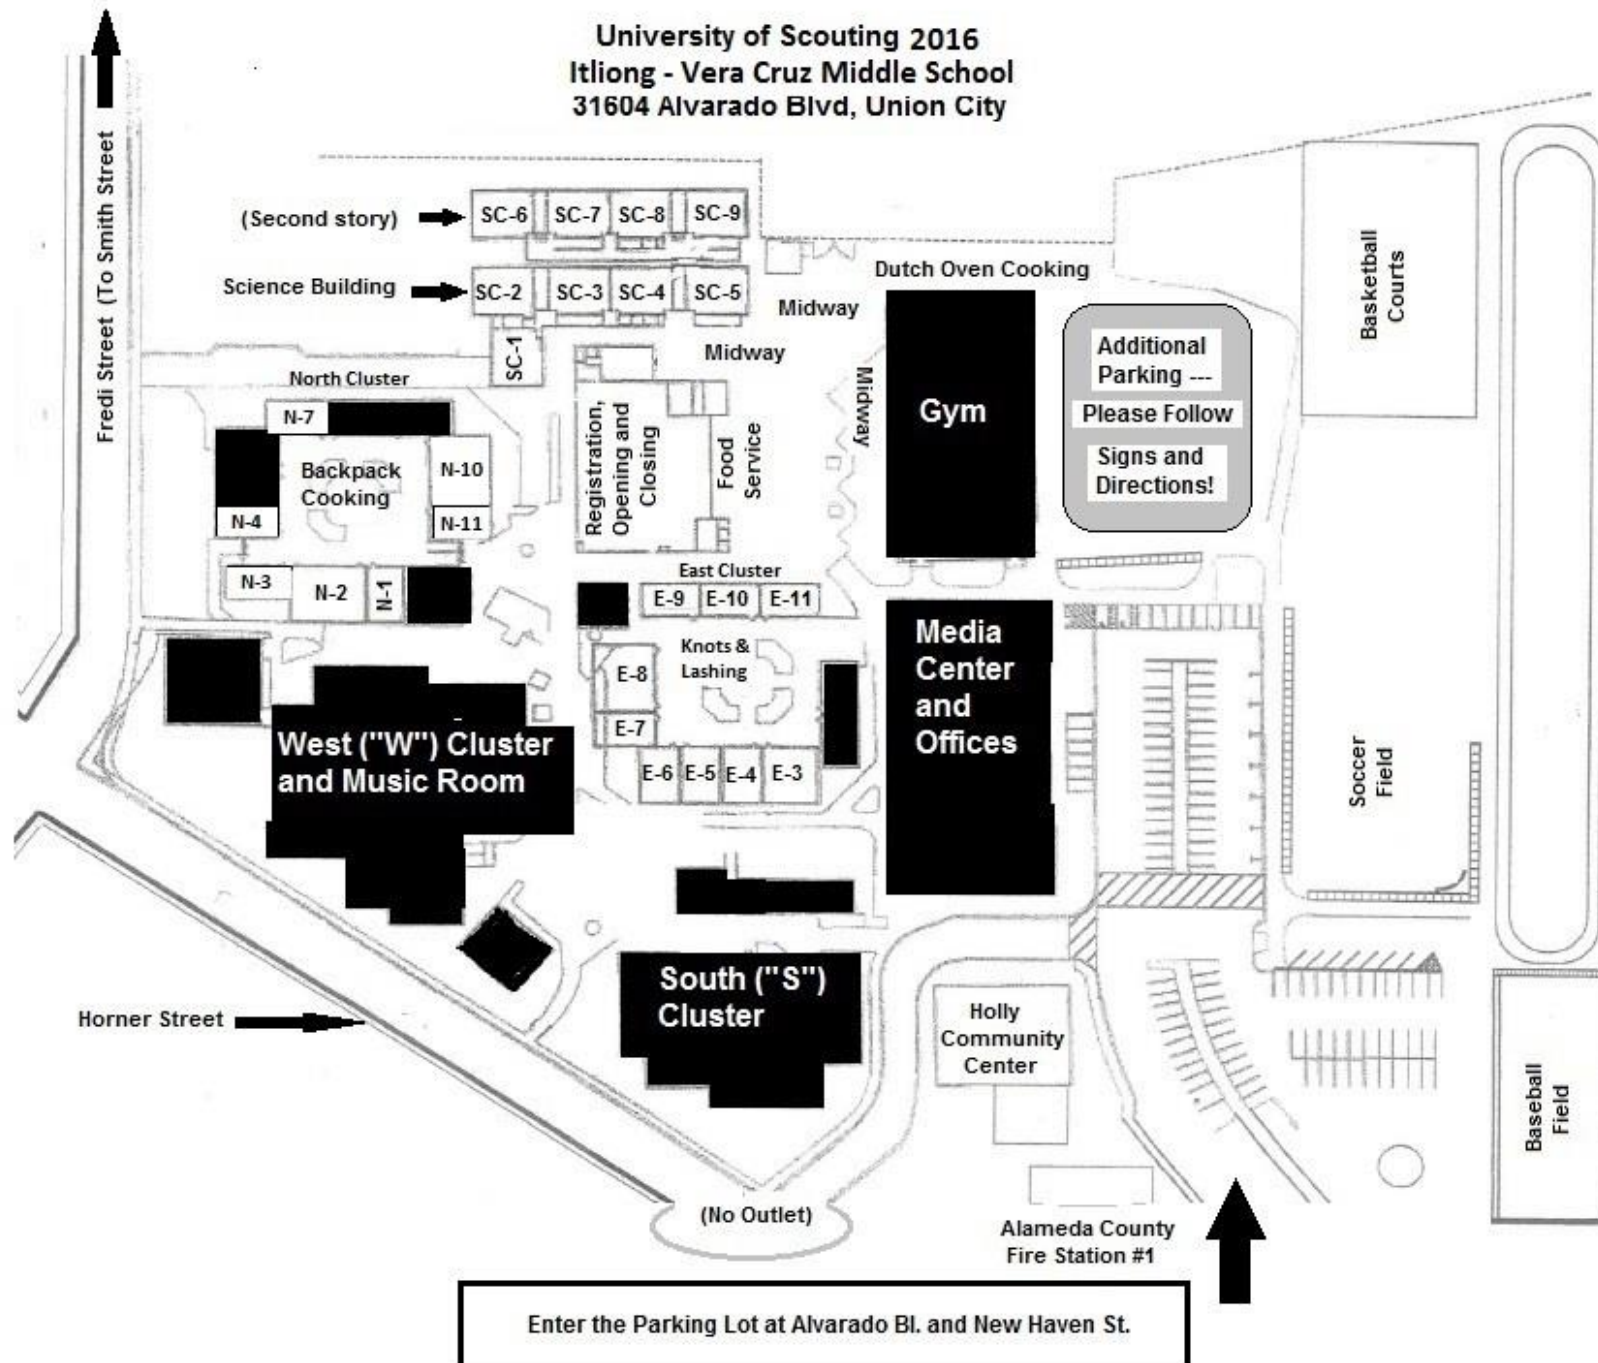 University of Scouting 2016
Itliong - Vera Cruz Middle School
31604 Alvarado Blvd, Union City
Fredi Street (To Smith Street
(Second story)
SC-6
SC-7
SC-8
SC-9
Science Building
SC-2
SC-3
SC-4
SC-5
SC-1
Dutch Oven Cooking
Midway
Midway
Midway
Gym
Additional
Parking ---
Please Follow
Signs and
Directions!
Basketball
Courts
North Cluster
N-7
Backpack
Cooking
N-10
N-4
N-11
N-3
N-2
N-1
Registration,
Opening and
Closing
Food
Service
East Cluster
E-9
E-10
E-11
Knots &
Lashing
E-8
E-7
E-6
E-5
E-4
E-3
Media
Center
and
Offices
Soccer
Field
West ("W") Cluster
and Music Room
South ("S")
Cluster
Horner Street
Holly
Community
Center
Baseball
Field
(No Outlet)
Alameda County
Fire Station #1
Enter the Parking Lot at Alvarado Bl. and New Haven St.